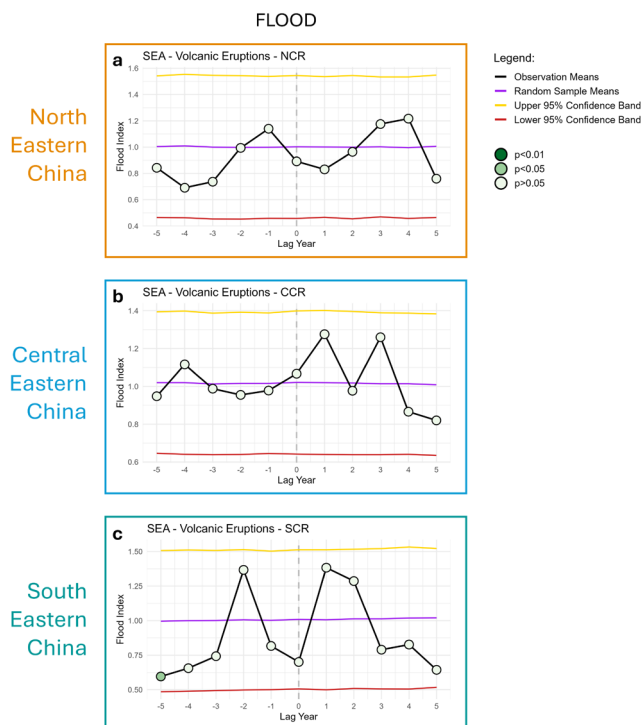 FLOOD
North
Eastern
China
a
SEA - Volcanic Eruptions - NCR
Flood Index
1.6
1.4
1.2
1.0
0.8
0.6
0.4
-5 -4 -3 -2 -1 0 1 2 3 4 5
Lag Year
Legend:
Observation Means
Random Sample Means
Upper 95% Confidence Band
Lower 95% Confidence Band
p<0.01
p<0.05
p>0.05
Central
Eastern
China
b
SEA - Volcanic Eruptions - CCR
Flood Index
1.4
1.2
1.0
0.8
0.6
-5 -4 -3 -2 -1 0 1 2 3 4 5
Lag Year
South
Eastern
China
c
SEA - Volcanic Eruptions - SCR
Flood Index
1.50
1.25
1.00
0.75
0.50
-5 -4 -3 -2 -1 0 1 2 3 4 5
Lag Year